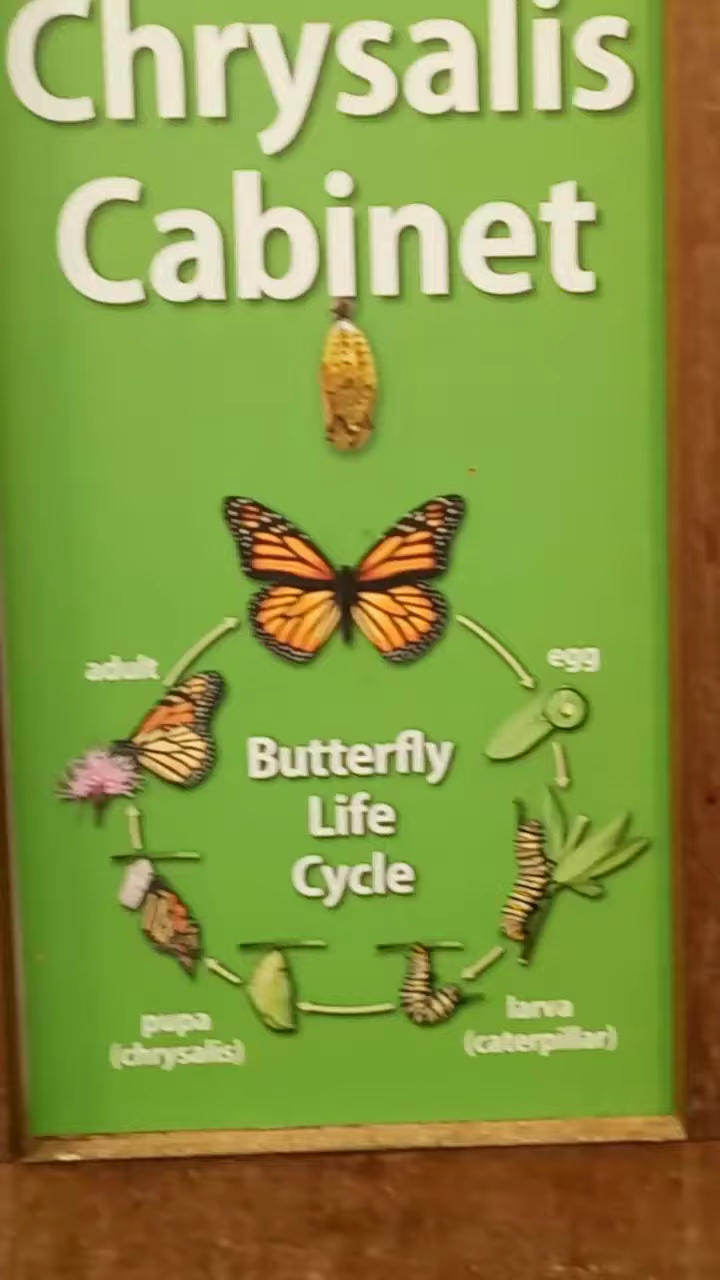 Chrysalis
Cabinet
adult
egg
Butterfly
Life
Cycle
pupa
(chrysalis)
larva
(caterpillar)